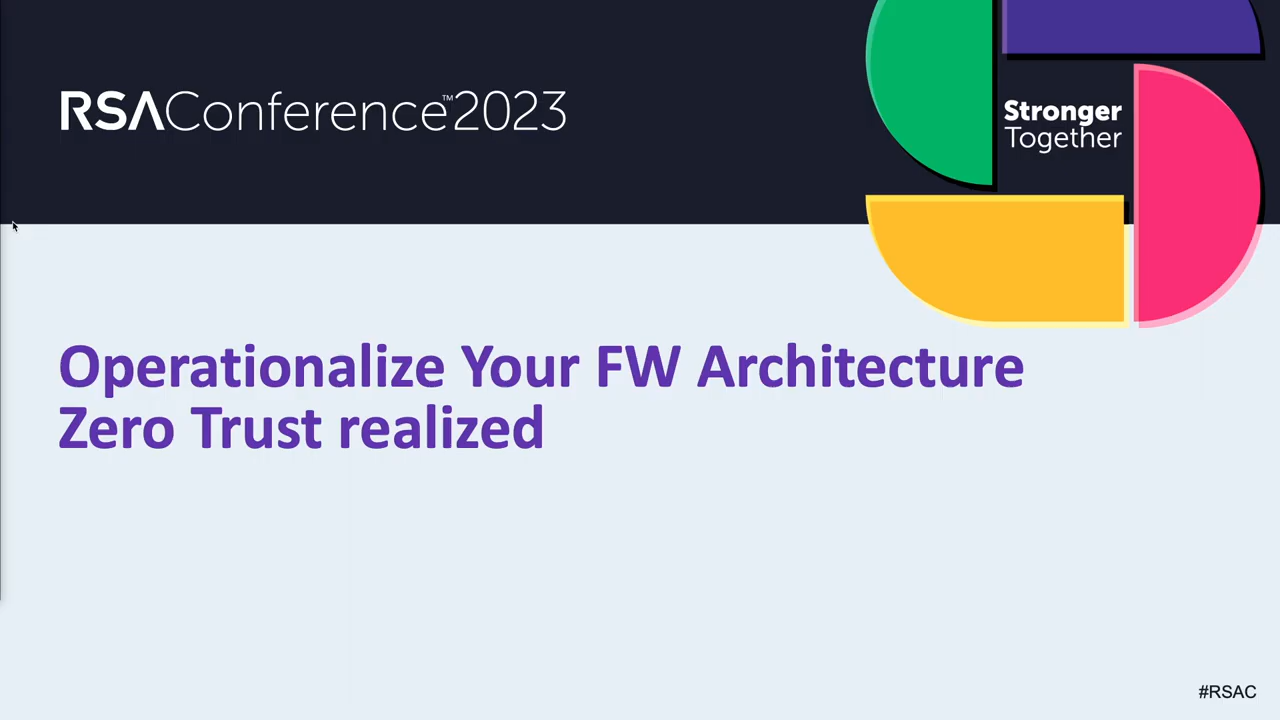 RSAConference™2023
Stronger
Together
Operationalize Your FW Architecture
Zero Trust realized
#RSAC